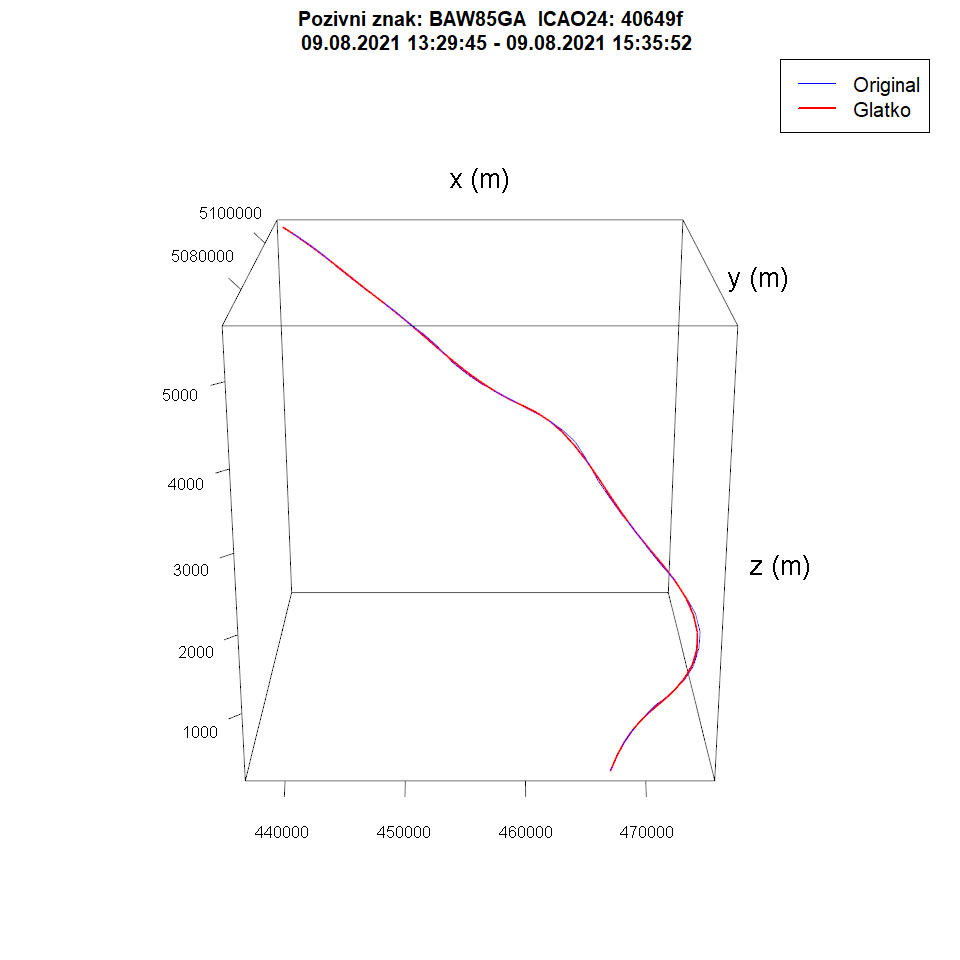 Pozivni znak: BAW85GA  ICAO24: 40649f
09.08.2021 13:29:45 - 09.08.2021 15:35:52
Original
Glatko
x (m)
5100000
5080000
y (m)
5000
4000
3000
z (m)
2000
1000
440000 450000 460000 470000